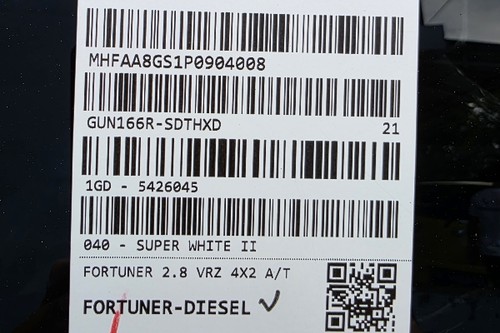 MHFAA8GS1P0904008
GUN166R-SDTHXD 21
1GD - 5426045
040 - SUPER WHITE II
FORTUNER 2.8 VRZ 4X2 A/T
FORTUNER-DIESEL ✓